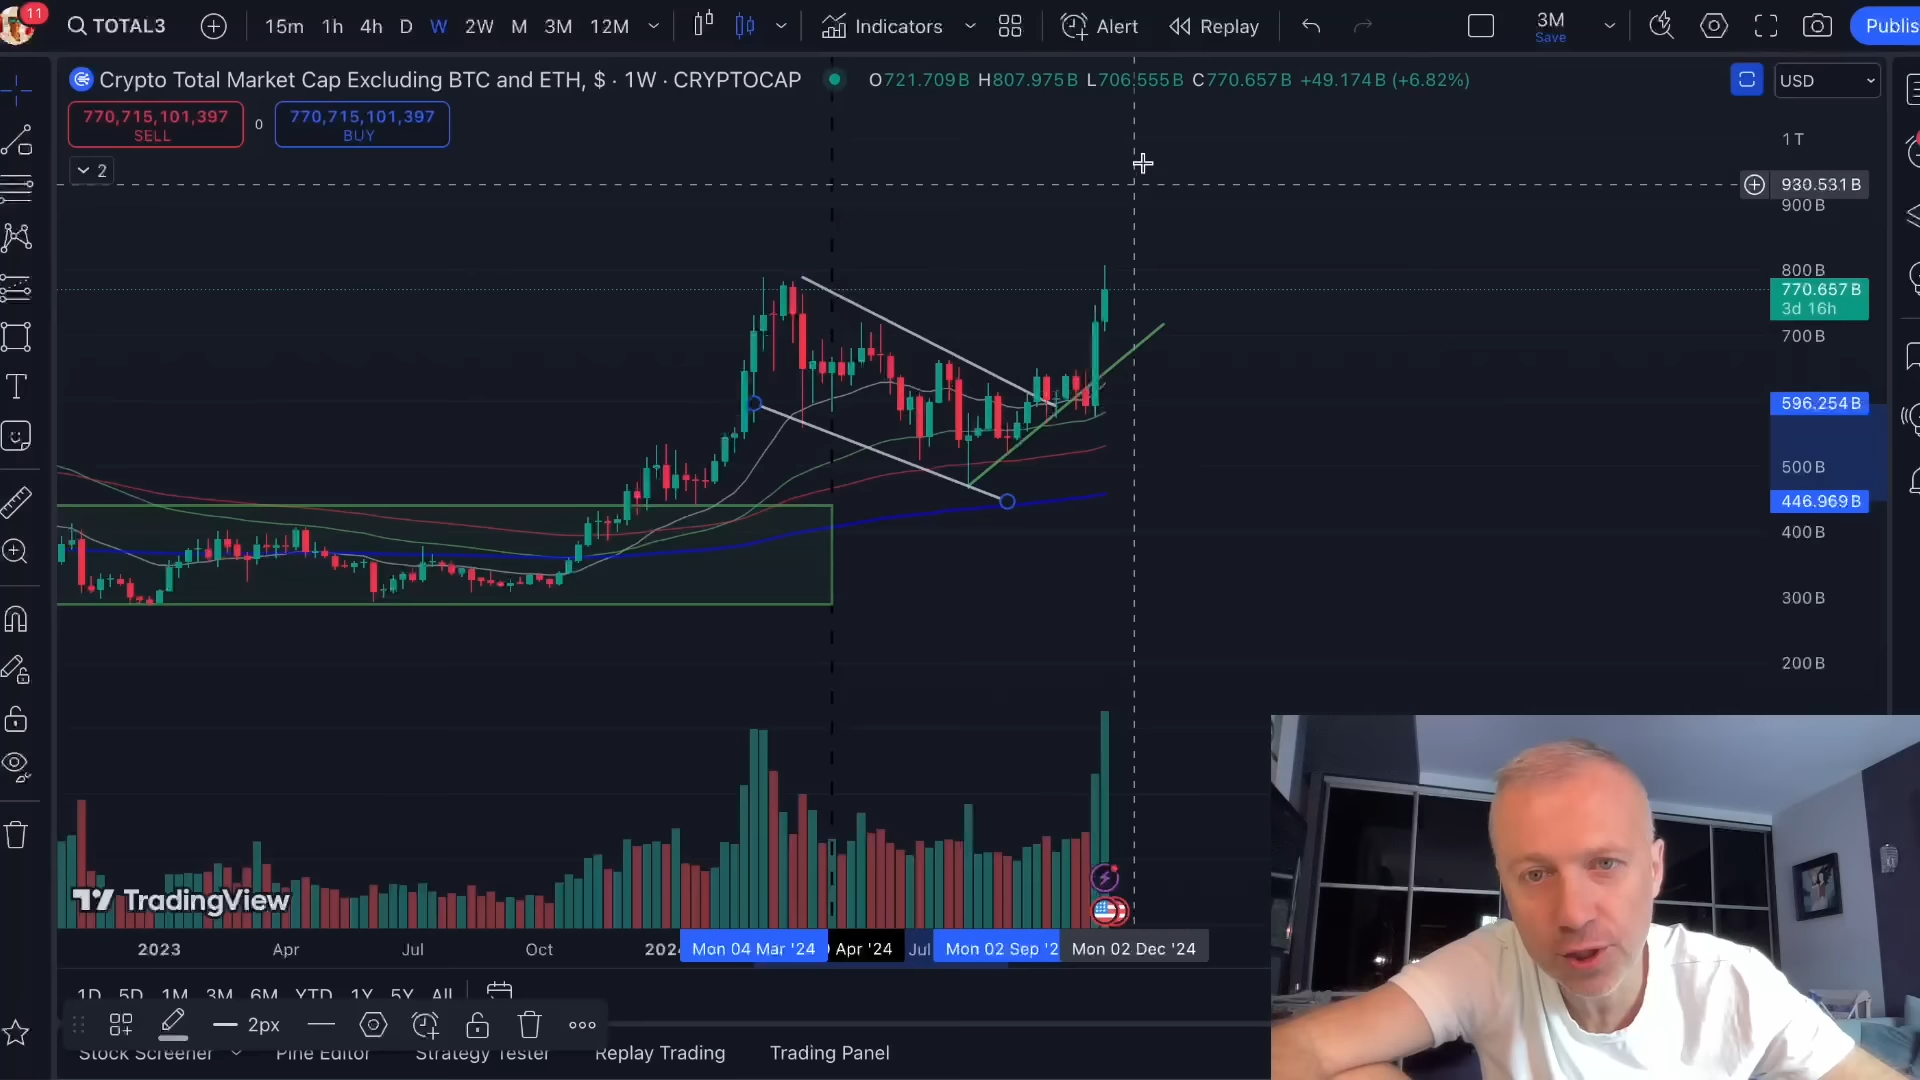 11
TOTAL3
15m 1h 4h D W 2W M 3M 12M
Indicators
Alert
Replay
3M
Save
Publis
Crypto Total Market Cap Excluding BTC and ETH, $ · 1W · CRYPTOCAP
O721.709B H807.975B L706.555B C770.657B +49.174B (+6.82%)
USD
770,715,101,397
SELL
0
770,715,101,397
BUY
2
1T
930.531B
900B
800B
770.657B
3d 16h
700B
596.254B
500B
446.969B
400B
300B
200B
TradingView
2023 Apr Jul Oct 2024 Mon 04 Mar '24 Apr '24 Jul Mon 02 Sep '2 Mon 02 Dec '24
1D 5D 1M 3M 6M YTD 1Y 5Y All
2px
Stock Screener Pine Editor Strategy Tester Replay Trading Trading Panel